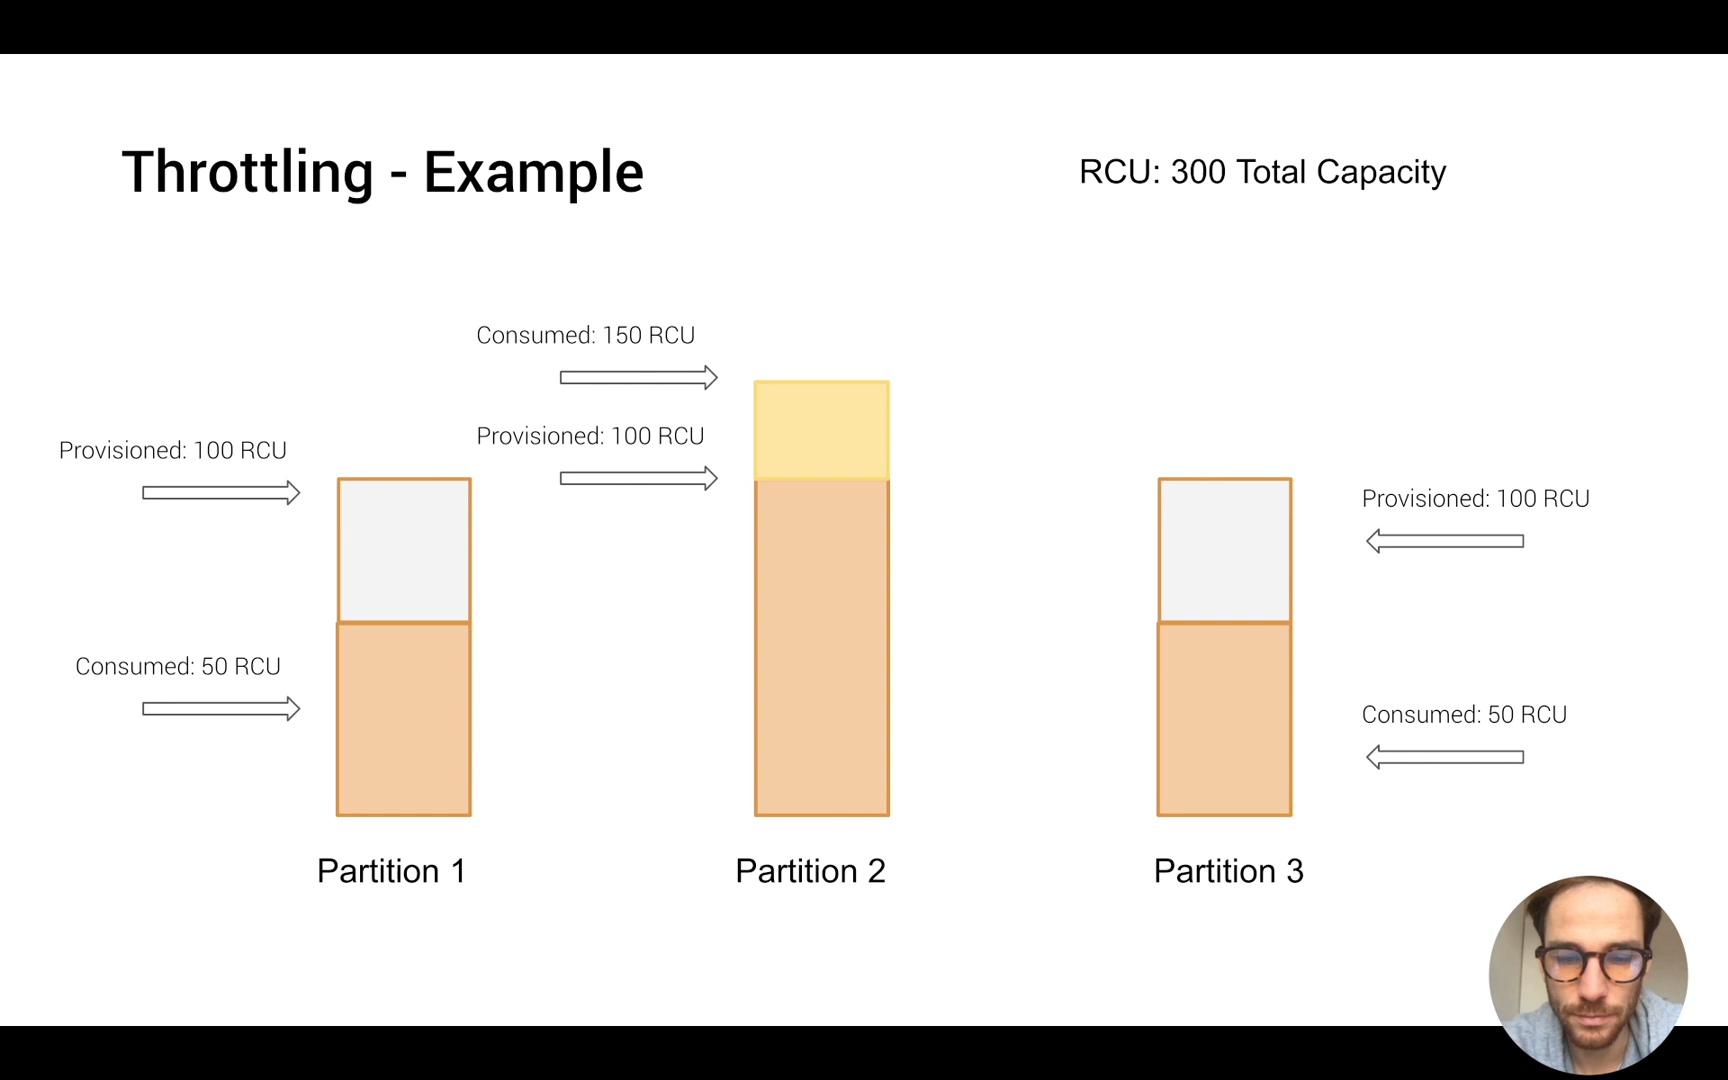 Throttling - Example
RCU: 300 Total Capacity
Consumed: 150 RCU
Provisioned: 100 RCU
Provisioned: 100 RCU
Provisioned: 100 RCU
Consumed: 50 RCU
Consumed: 50 RCU
Partition 1
Partition 2
Partition 3